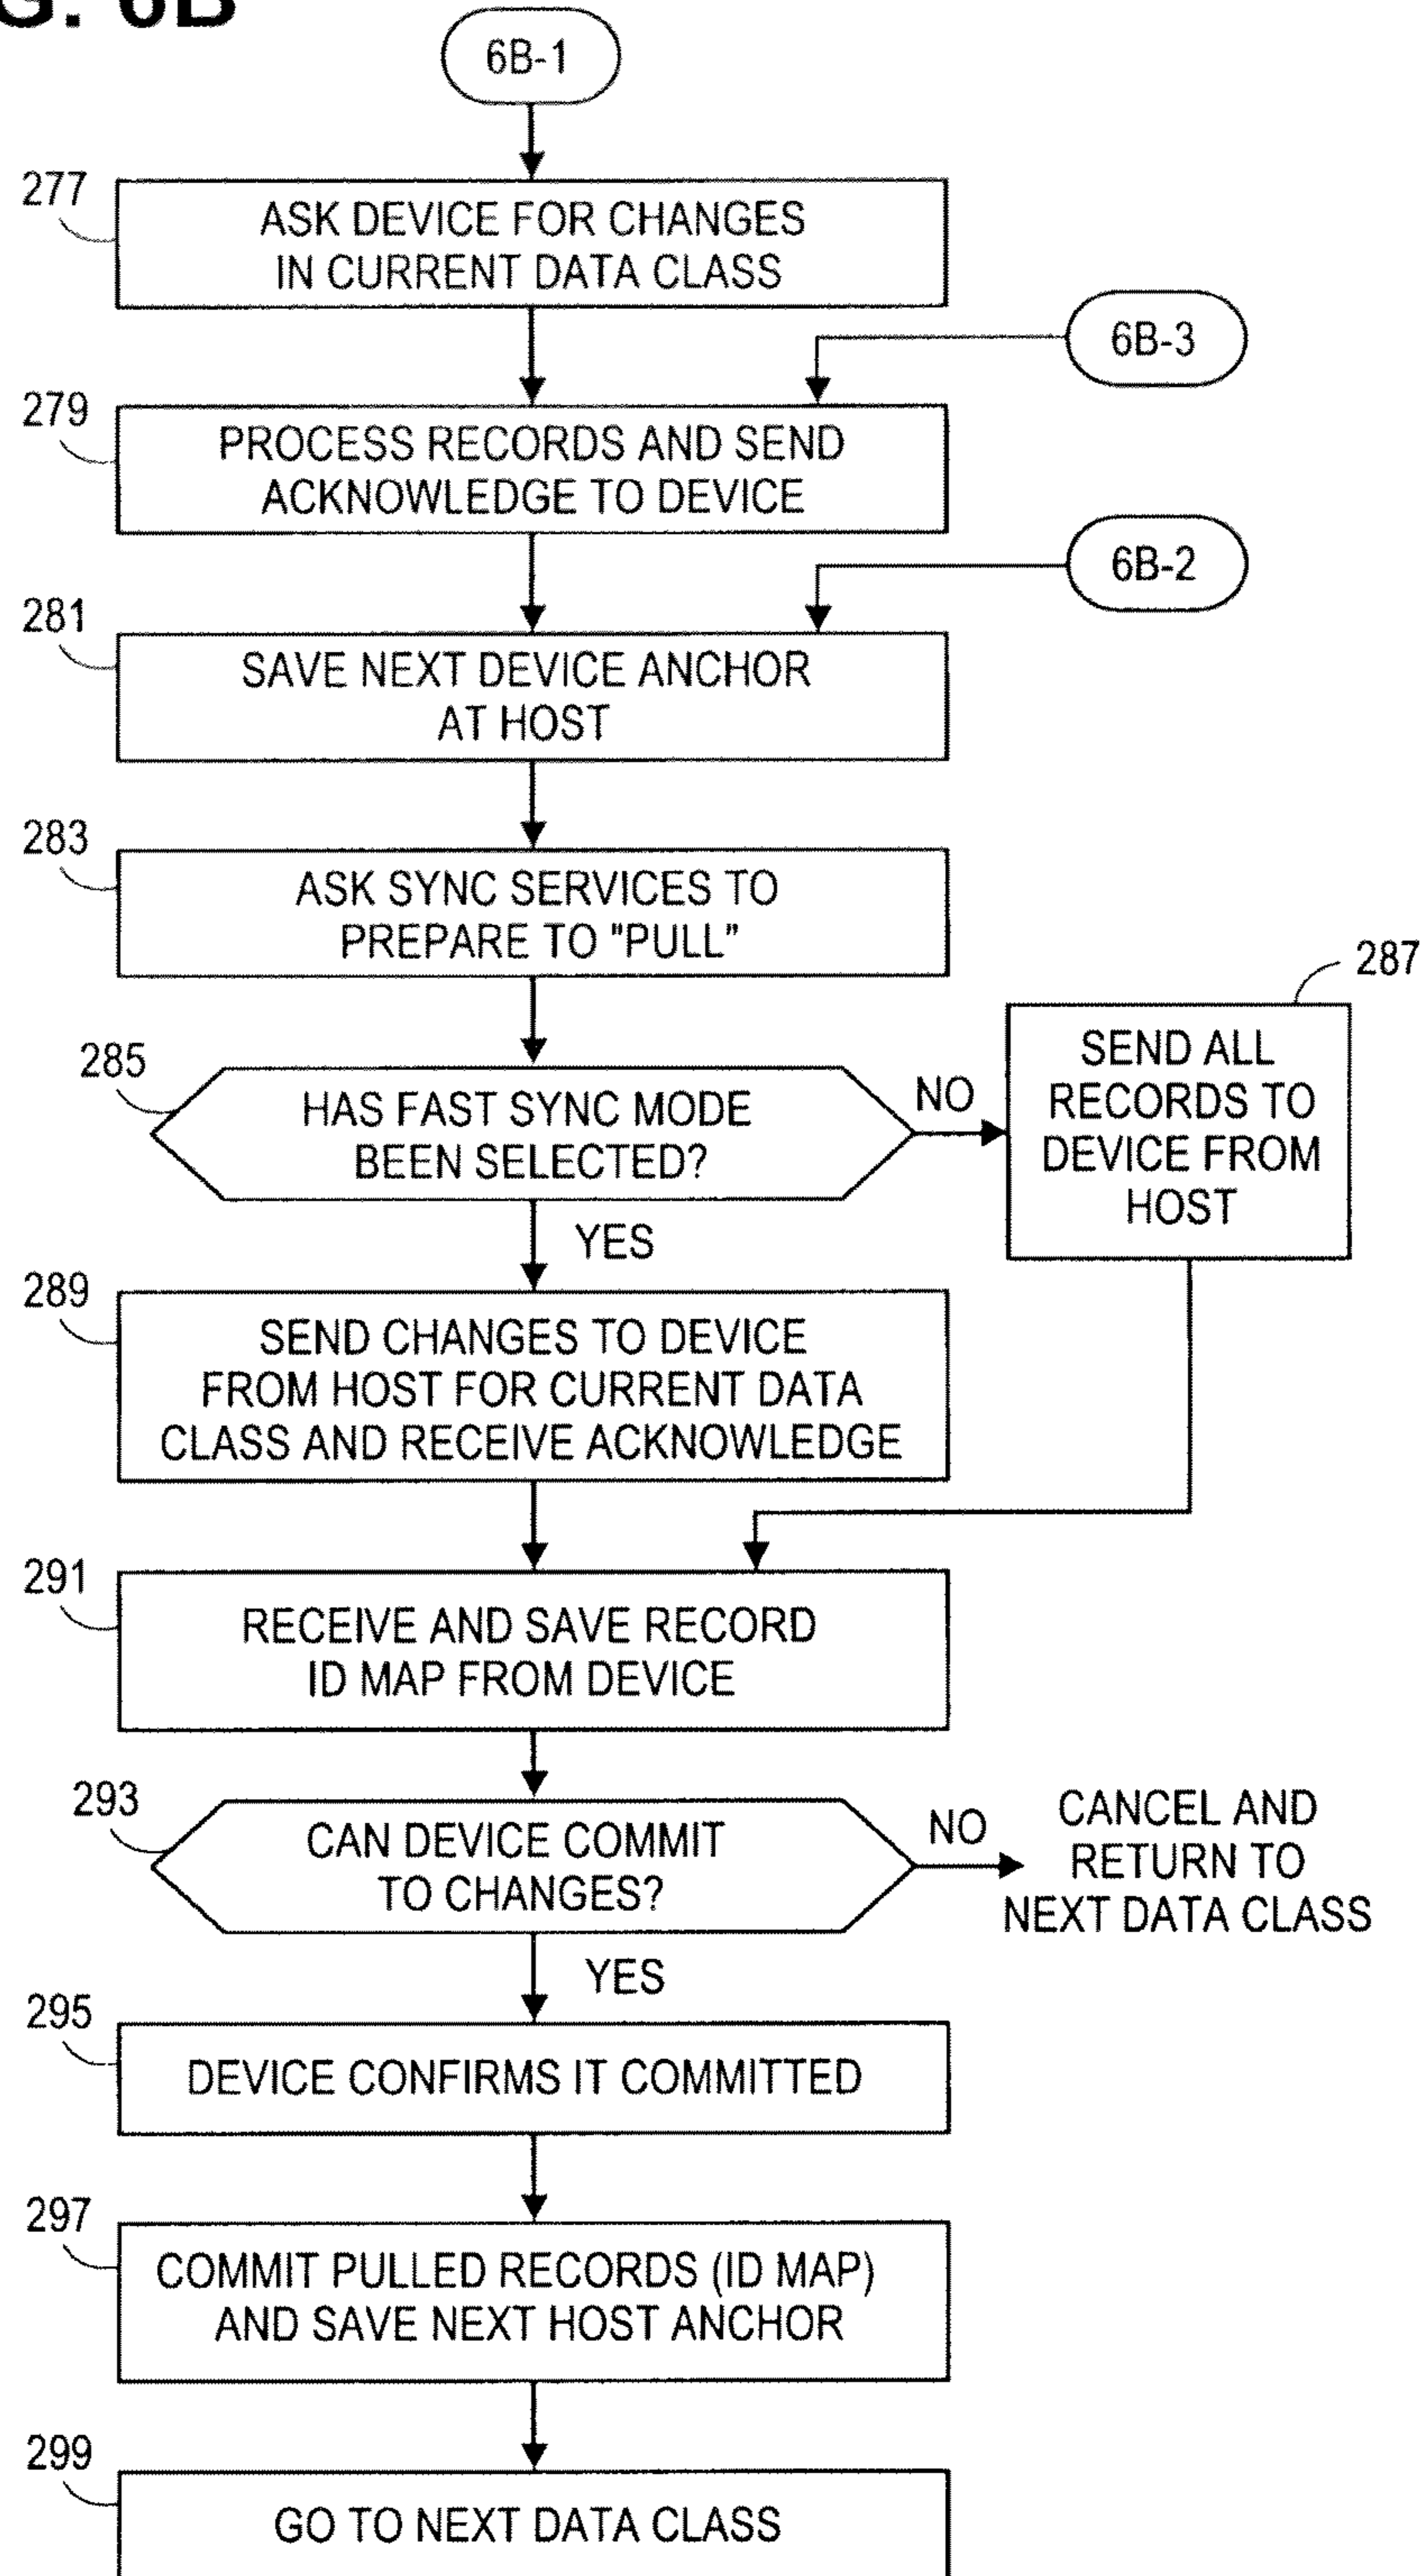 G. 6B
6B-1
277
ASK DEVICE FOR CHANGES
IN CURRENT DATA CLASS
6B-3
279
PROCESS RECORDS AND SEND
ACKNOWLEDGE TO DEVICE
6B-2
281
SAVE NEXT DEVICE ANCHOR
AT HOST
283
ASK SYNC SERVICES TO
PREPARE TO "PULL"
287
SEND ALL
RECORDS TO
DEVICE FROM
HOST
285
HAS FAST SYNC MODE
BEEN SELECTED?
NO
YES
289
SEND CHANGES TO DEVICE
FROM HOST FOR CURRENT DATA
CLASS AND RECEIVE ACKNOWLEDGE
291
RECEIVE AND SAVE RECORD
ID MAP FROM DEVICE
293
CAN DEVICE COMMIT
TO CHANGES?
NO
CANCEL AND
RETURN TO
NEXT DATA CLASS
YES
295
DEVICE CONFIRMS IT COMMITTED
297
COMMIT PULLED RECORDS (ID MAP)
AND SAVE NEXT HOST ANCHOR
299
GO TO NEXT DATA CLASS